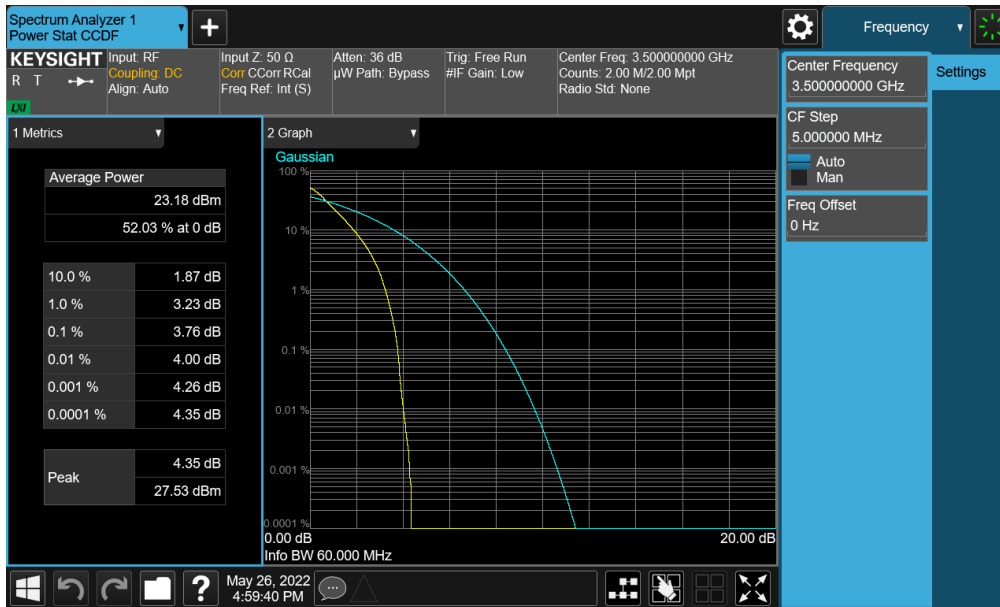 Spectrum Analyzer 1
Power Stat CCDF
+
Frequency
KEYSIGHT
R T
LXI
Input: RF
Coupling: DC
Align: Auto
Input Z: 50 Ω
Corr CCorr RCal
Freq Ref: Int (S)
Atten: 36 dB
µW Path: Bypass
Trig: Free Run
#IF Gain: Low
Center Freq: 3.500000000 GHz
Counts: 2.00 M/2.00 Mpt
Radio Std: None
Center Frequency
3.500000000 GHz
Settings
CF Step
5.000000 MHz
Auto
Man
Freq Offset
0 Hz
1 Metrics
Average Power
23.18 dBm
52.03 % at 0 dB
10.0 % 1.87 dB
1.0 % 3.23 dB
0.1 % 3.76 dB
0.01 % 4.00 dB
0.001 % 4.26 dB
0.0001 % 4.35 dB
Peak
4.35 dB
27.53 dBm
2 Graph
Gaussian
100 %
10 %
1 %
0.1 %
0.01 %
0.001 %
0.0001 %
0.00 dB 20.00 dB
Info BW 60.000 MHz
?
May 26, 2022
4:59:40 PM